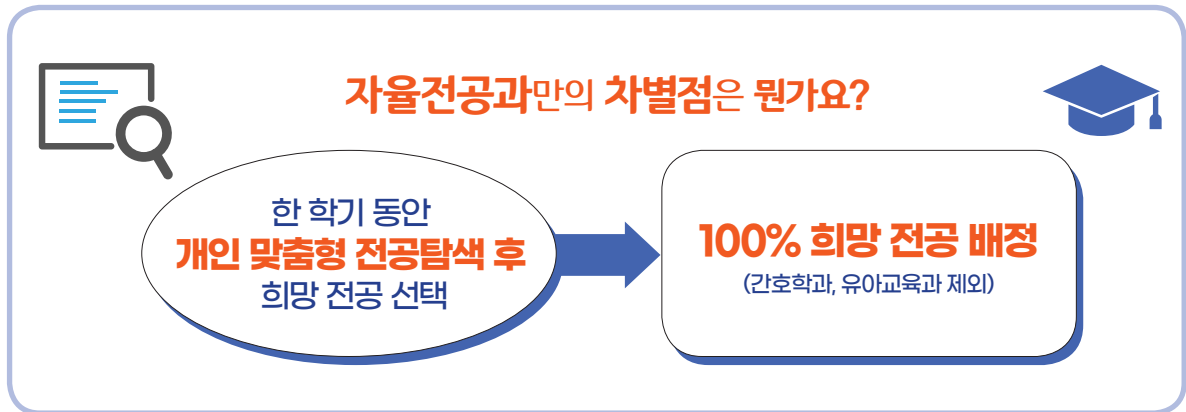 자율전공과만의 차별점은 뭔가요?
한 학기 동안
개인 맞춤형 전공탐색 후
희망 전공 선택
100% 희망 전공 배정
(간호학과, 유아교육과 제외)